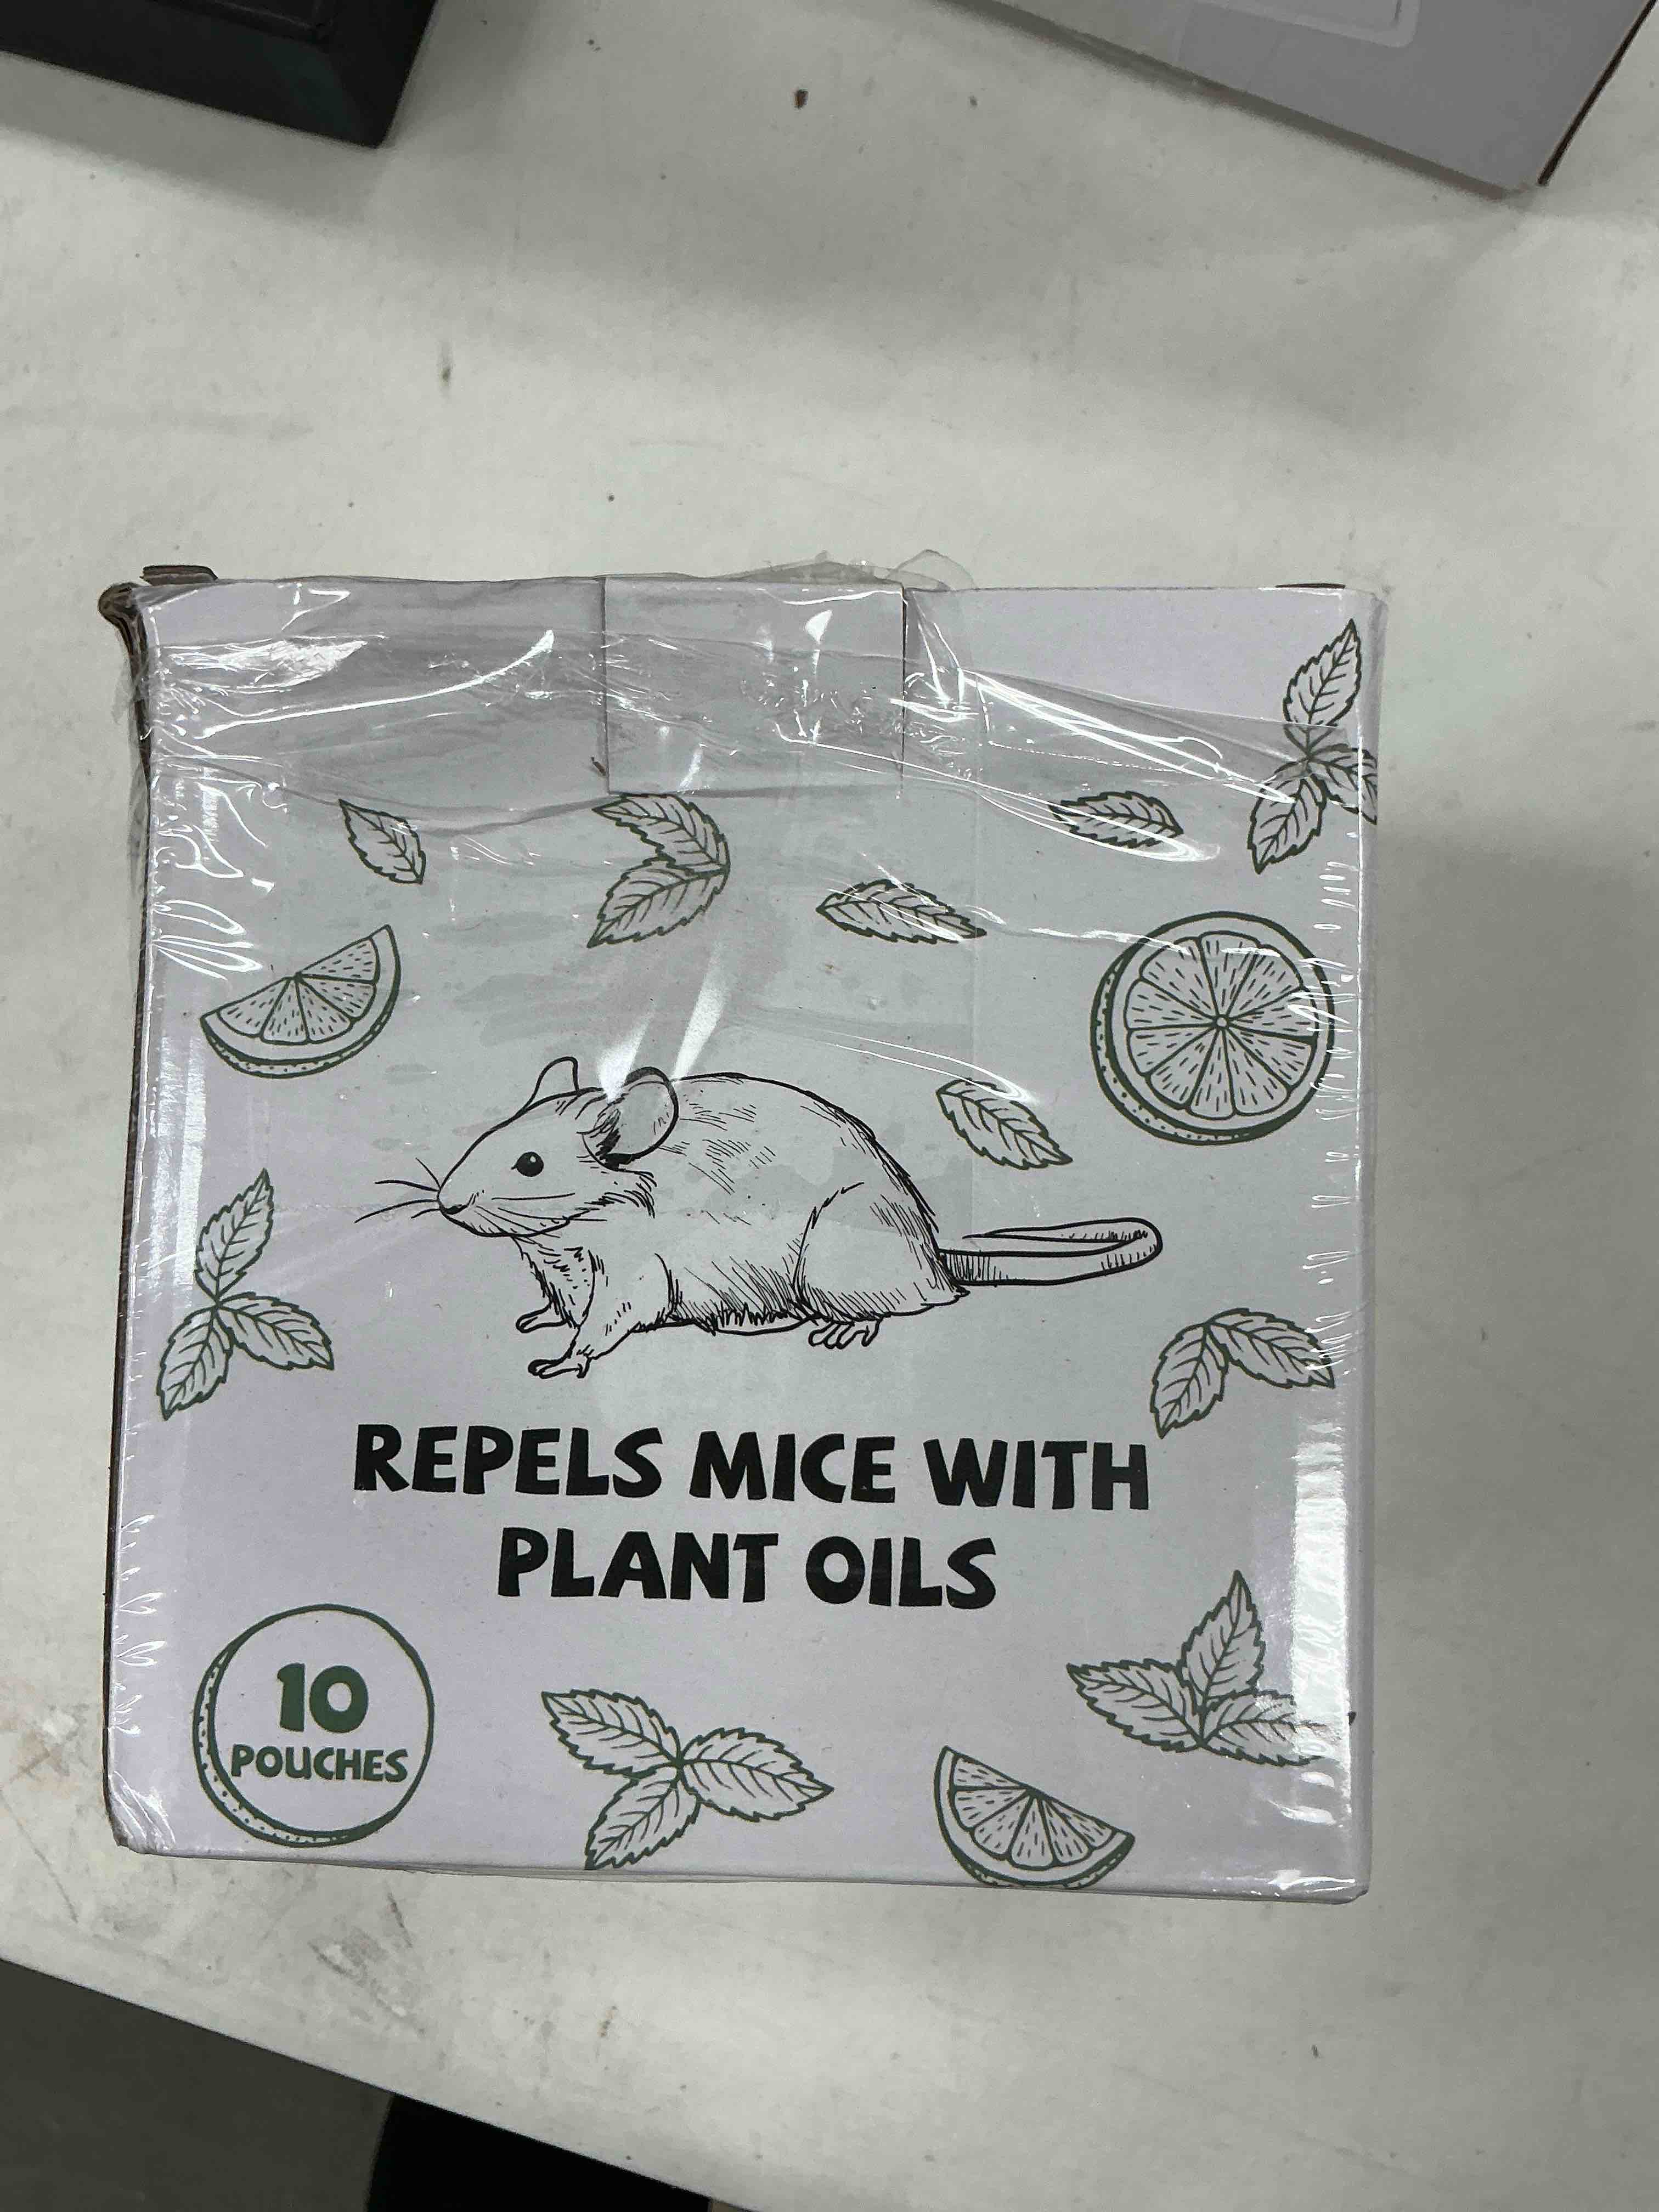 REPELS MICE WITH
PLANT OILS
10
POUCHES